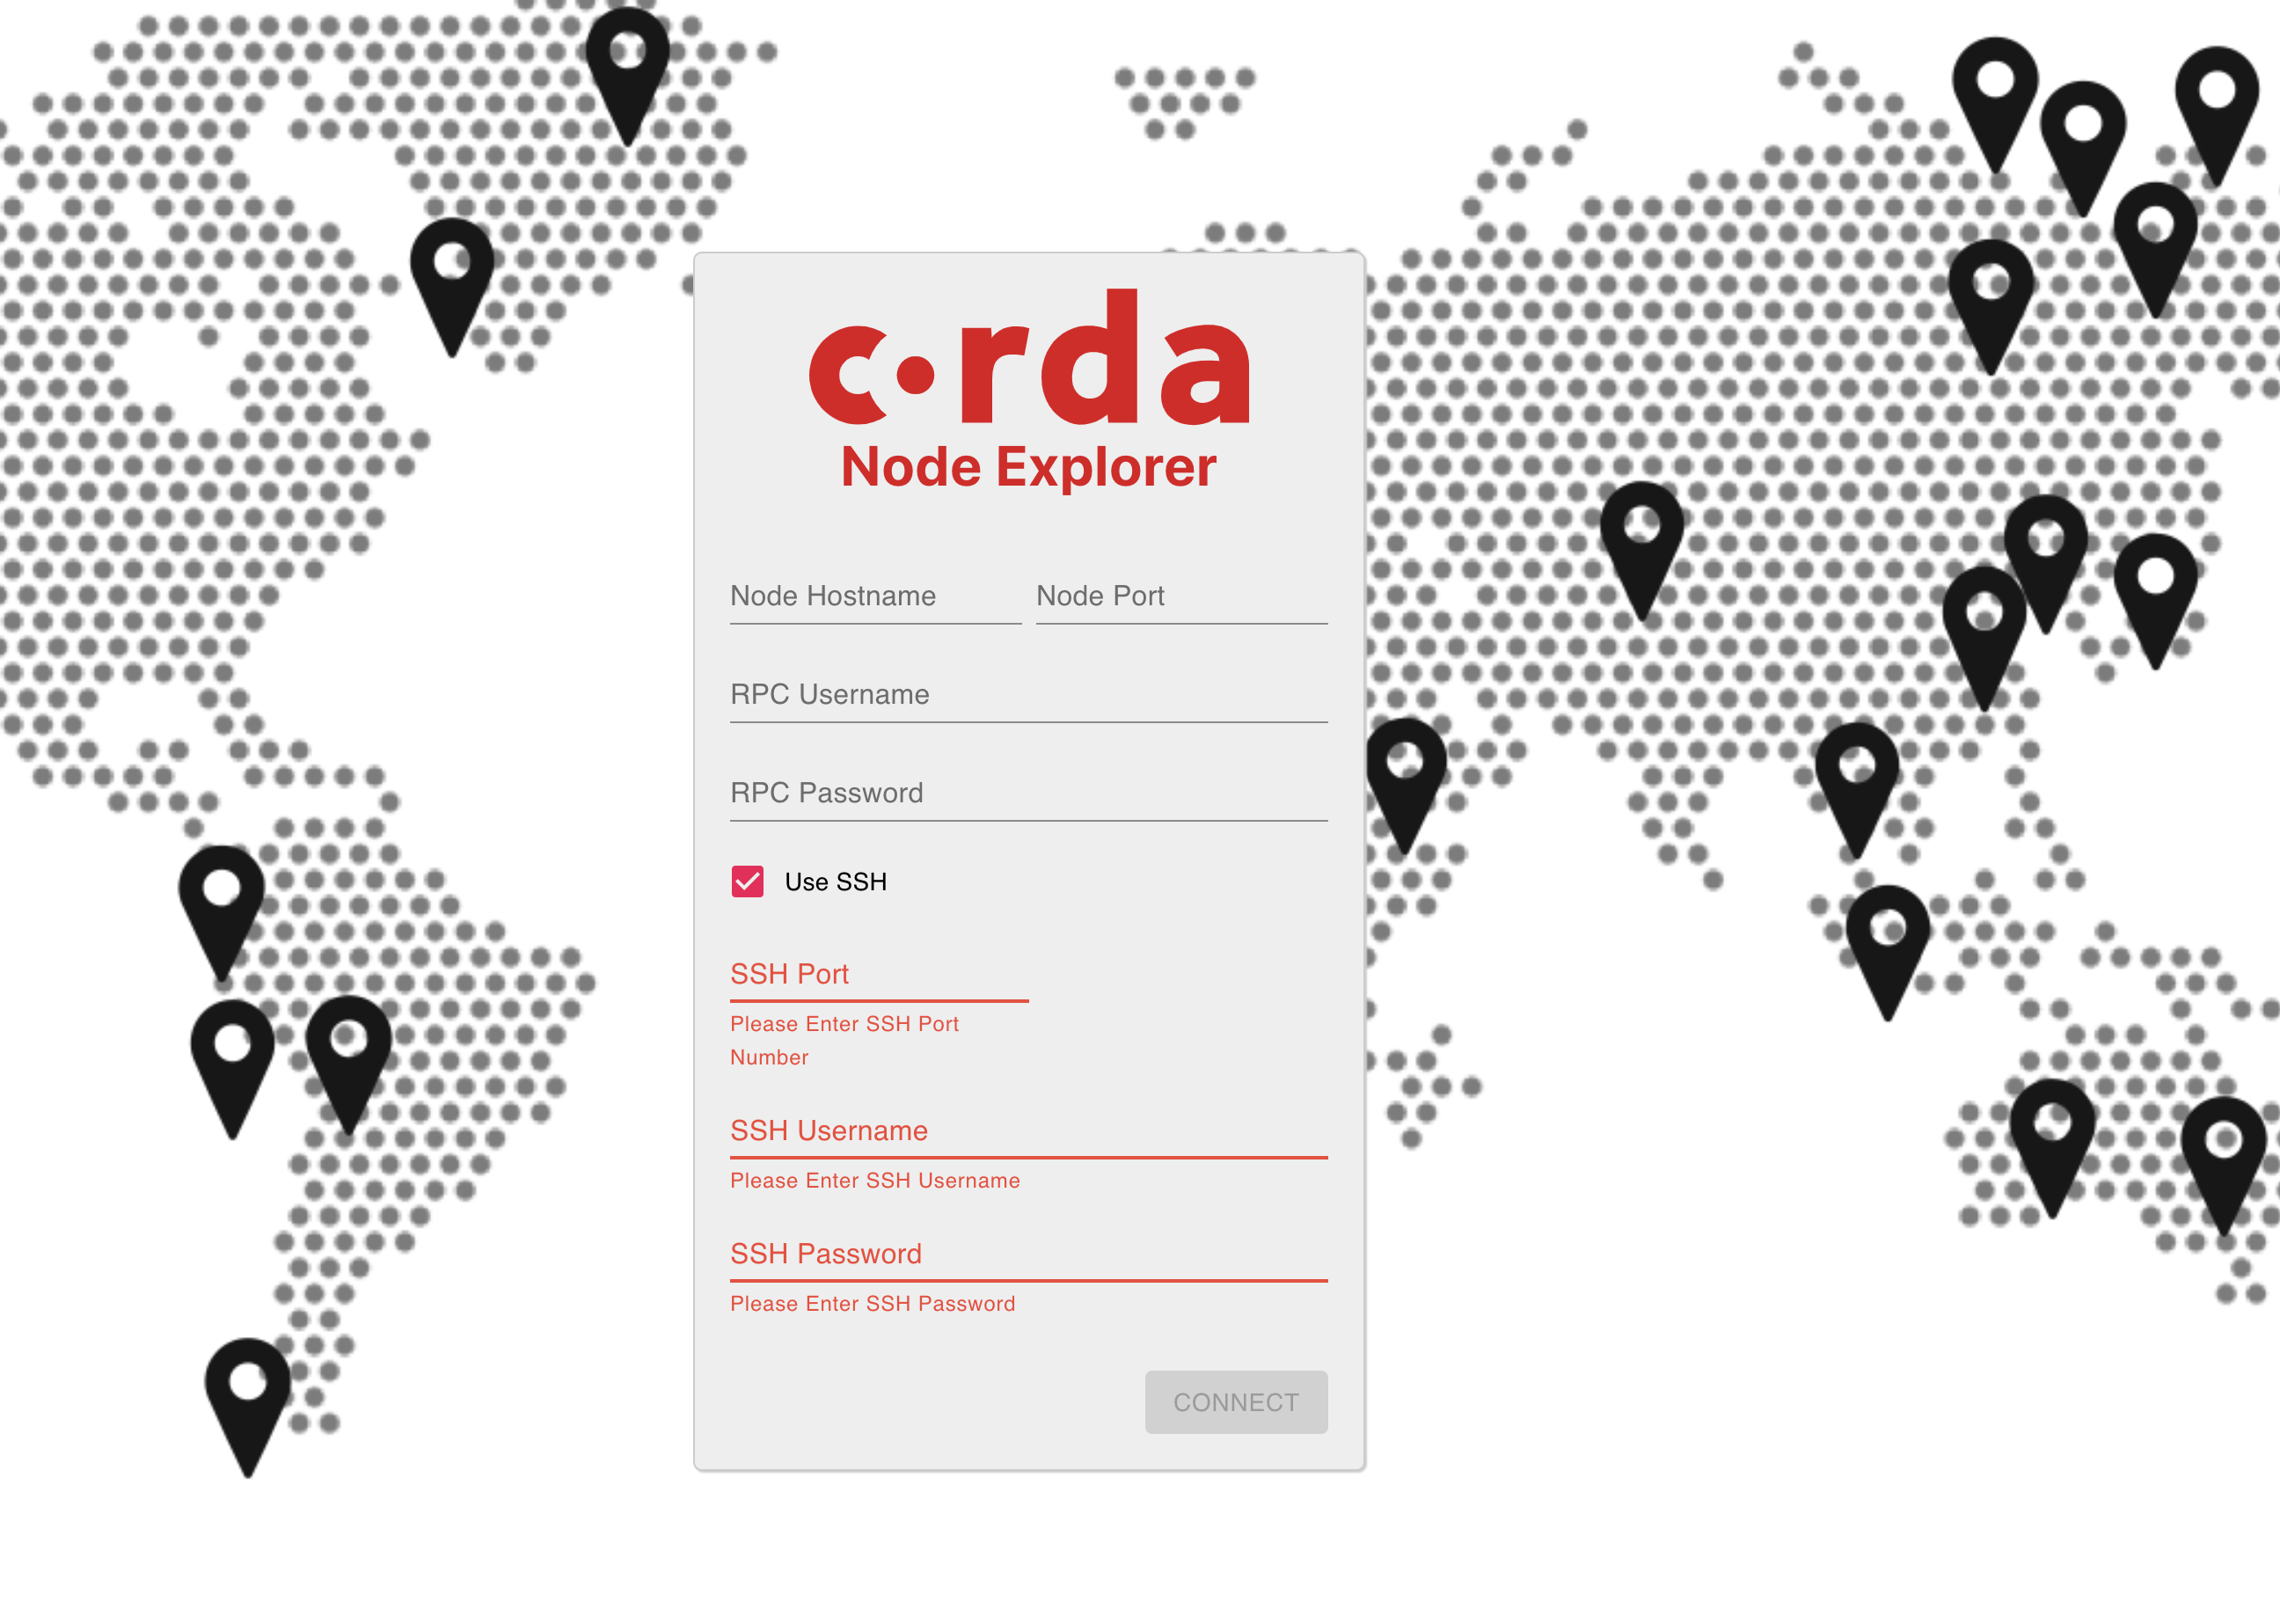 c•rda
Node Explorer
Node Hostname Node Port
RPC Username
RPC Password
Use SSH
SSH Port
Please Enter SSH Port
Number
SSH Username
Please Enter SSH Username
SSH Password
Please Enter SSH Password
CONNECT